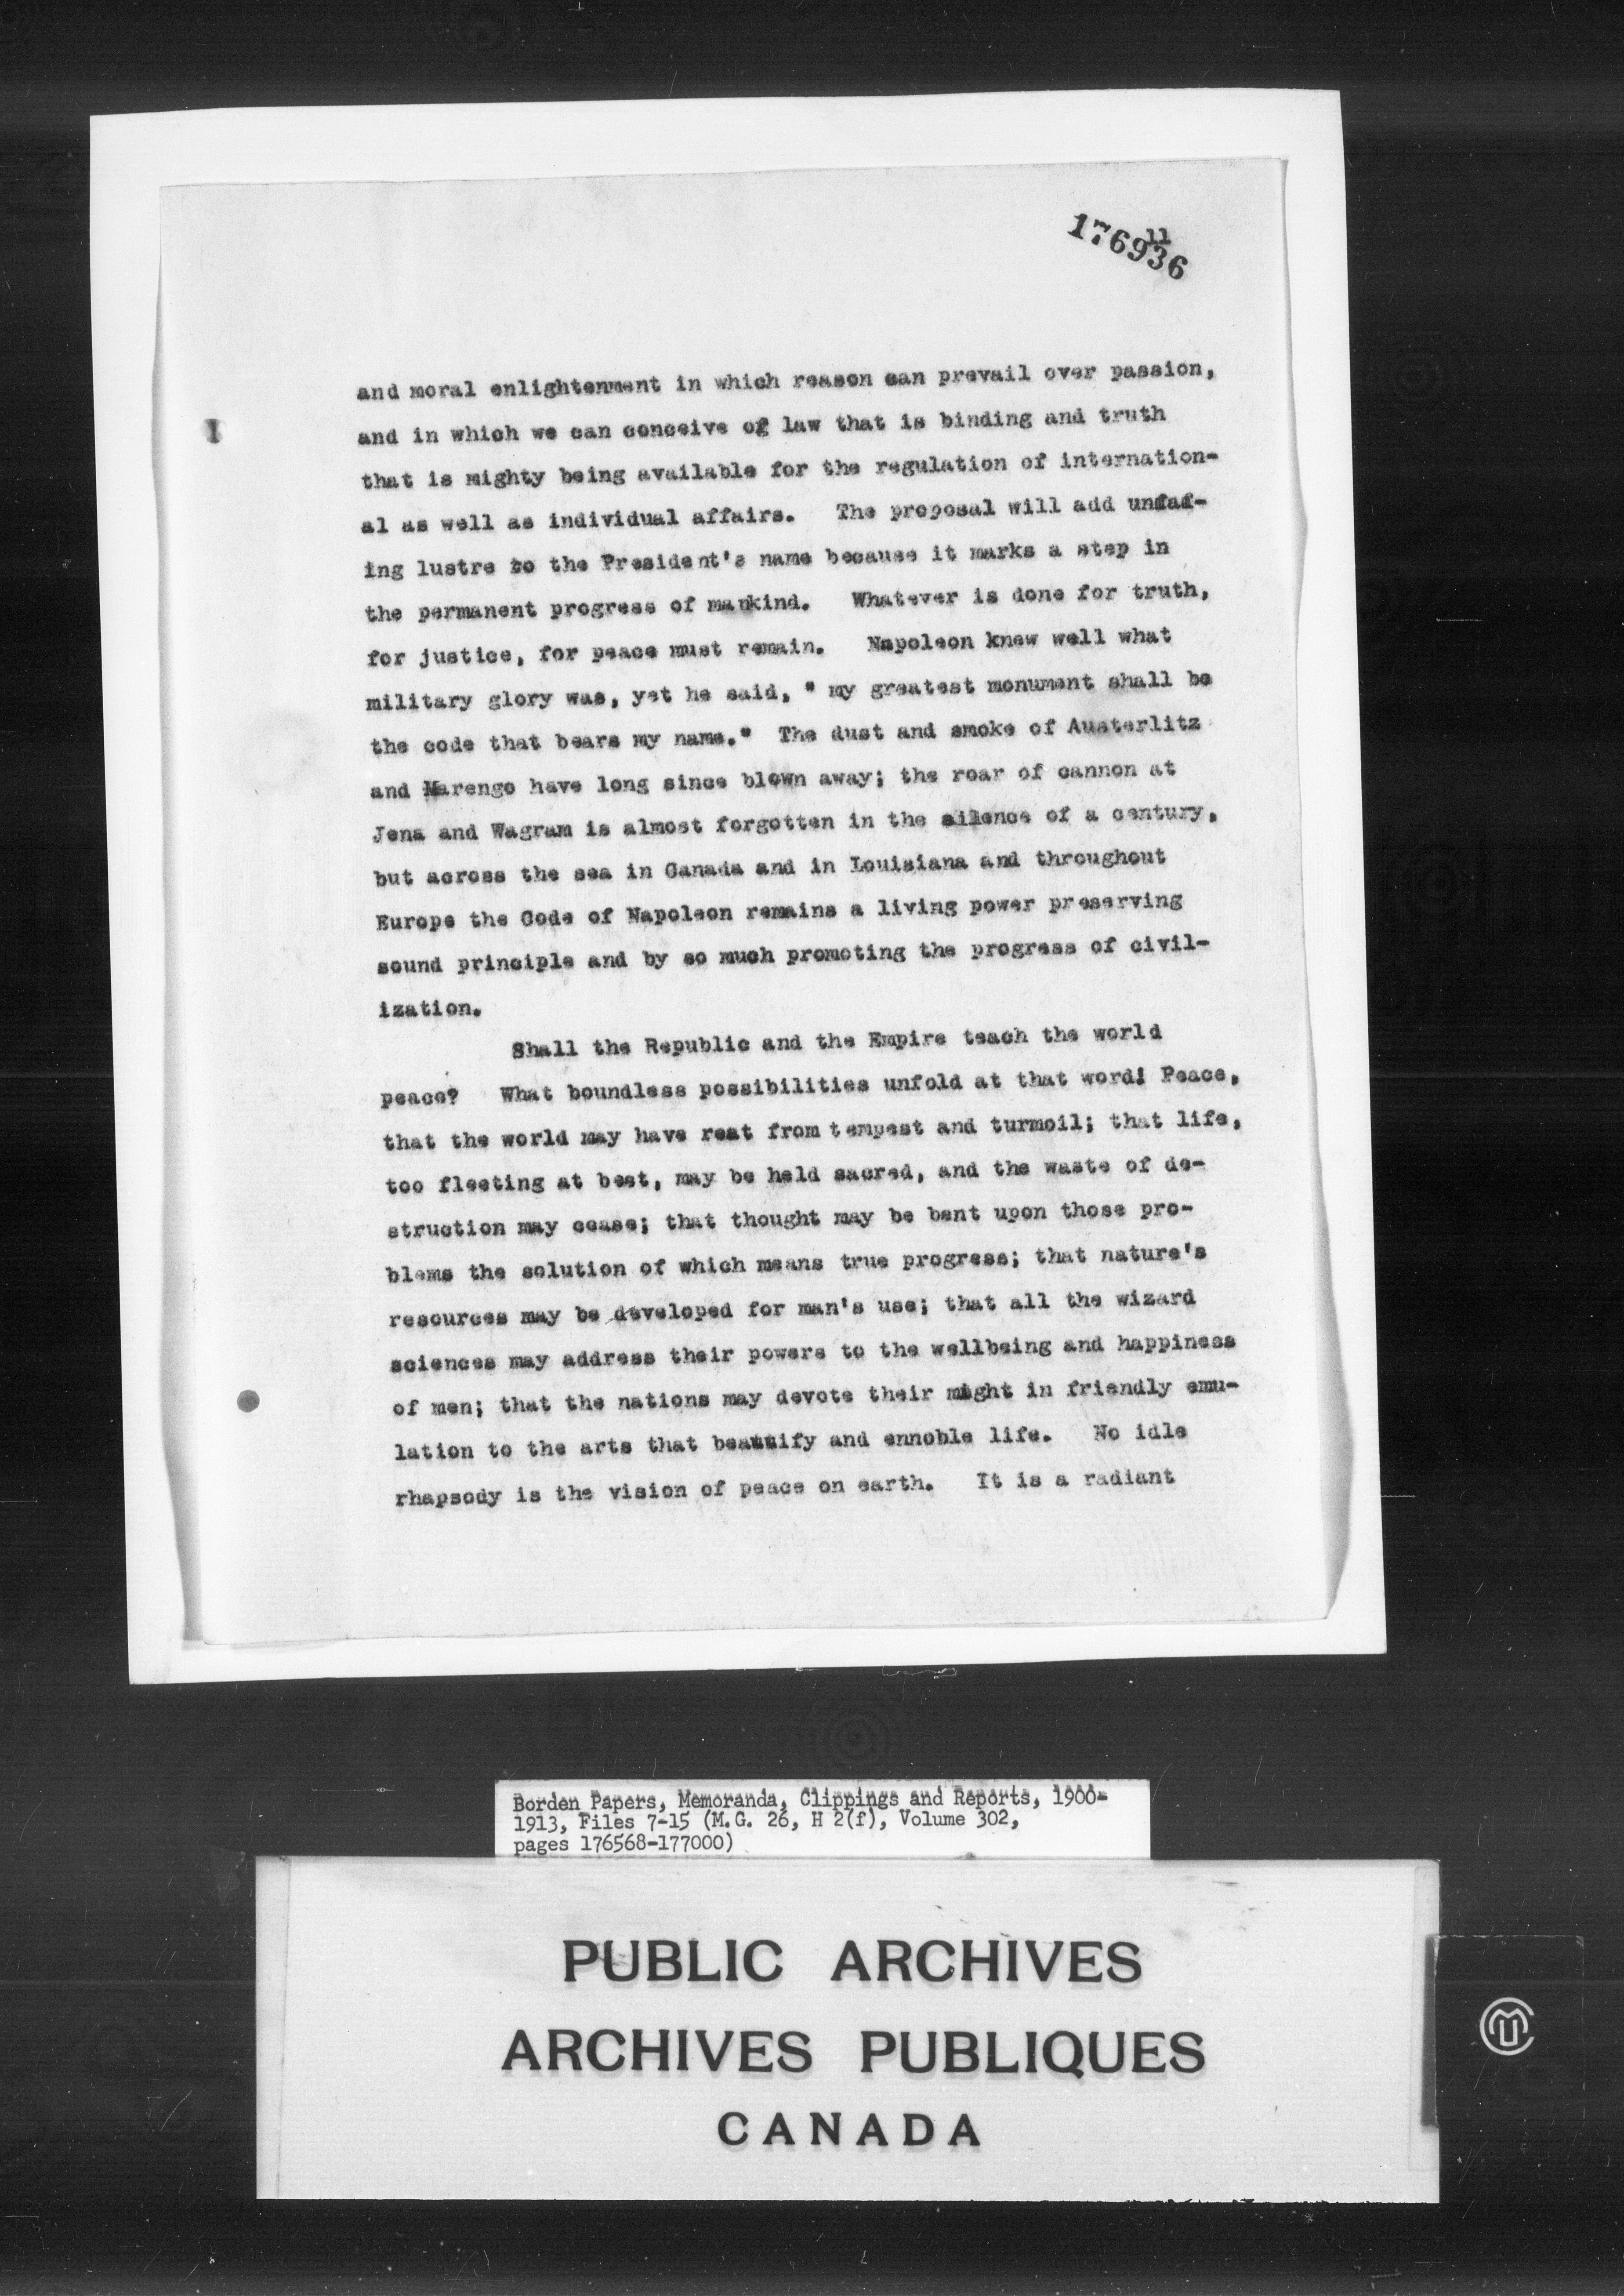 11
176936
and moral enlightenment in which reason can prevail over passion,
and in which we can conceive of law that is binding and truth
that is mighty being available for the regulation of internation-
al as well as individual affairs. The proposal will add unfad-
ing lustre to the President's name because it marks a step in
the permanent progress of mankind. Whatever is done for truth,
for justice, for peace must remain. Napoleon knew well what
military glory was, yet he said, " my greatest monument shall be
the code that bears my name." The dust and smoke of Austerlitz
and Marengo have long since blown away; the roar of cannon at
Jena and Wagram is almost forgotten in the silence of a century,
but across the sea in Canada and in Louisiana and throughout
Europe the Code of Napoleon remains a living power preserving
sound principle and by so much promoting the progress of civil-
ization.
Shall the Republic and the Empire teach the world
peace? What boundless possibilities unfold at that word! Peace,
that the world may have rest from tempest and turmoil; that life,
too fleeting at best, may be held sacred, and the waste of de-
struction may cease; that thought may be bent upon those pro-
blems the solution of which means true progress; that nature's
resources may be developed for man's use; that all the wizard
sciences may address their powers to the wellbeing and happiness
of men; that the nations may devote their might in friendly emu-
lation to the arts that beautify and ennoble life. No idle
rhapsody is the vision of peace on earth. It is a radiant
Borden Papers, Memoranda, Clippings and Reports, 1900-
1913, Files 7-15 (M.G. 26, H 2(f), Volume 302,
pages 176568-177000)
PUBLIC ARCHIVES
ARCHIVES PUBLIQUES
CANADA